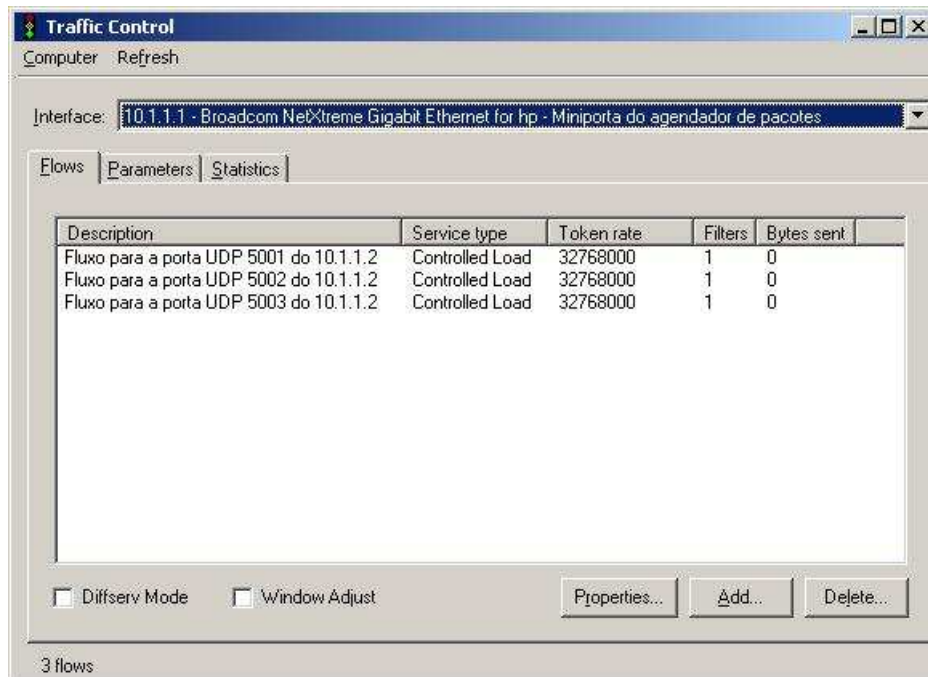 Traffic Control
Computer Refresh
Interface: 10.1.1.1 - Broadcom NetXtreme Gigabit Ethernet for hp - Miniporta do agendador de pacotes
Flows Parameters Statistics
Description Service type Token rate Filters Bytes sent
Fluxo para a porta UDP 5001 do 10.1.1.2 Controlled Load 32768000 1 0
Fluxo para a porta UDP 5002 do 10.1.1.2 Controlled Load 32768000 1 0
Fluxo para a porta UDP 5003 do 10.1.1.2 Controlled Load 32768000 1 0
Diffserv Mode Window Adjust Properties... Add... Delete...
3 flows